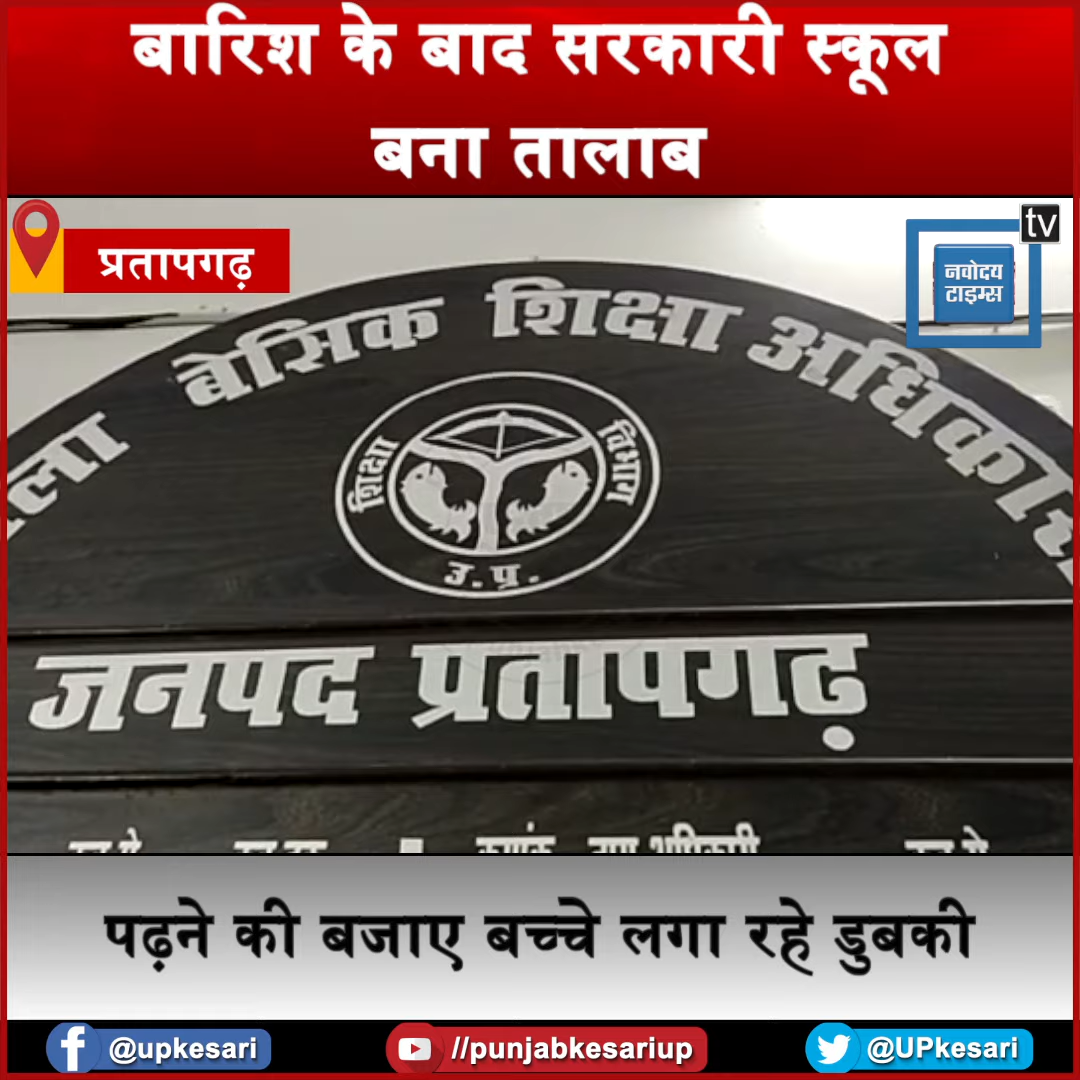 बारिश के बाद सरकारी स्कूल
बना तालाब
प्रतापगढ़
tv
नवोदय
टाइम्स
बेसिक शिक्षा
शिक्षा विभाग
उ.प्र.
जनपद प्रतापगढ़
पढ़ने की बजाए बच्चे लगा रहे डुबकी
@upkesari
//punjabkesariup
@UPkesari